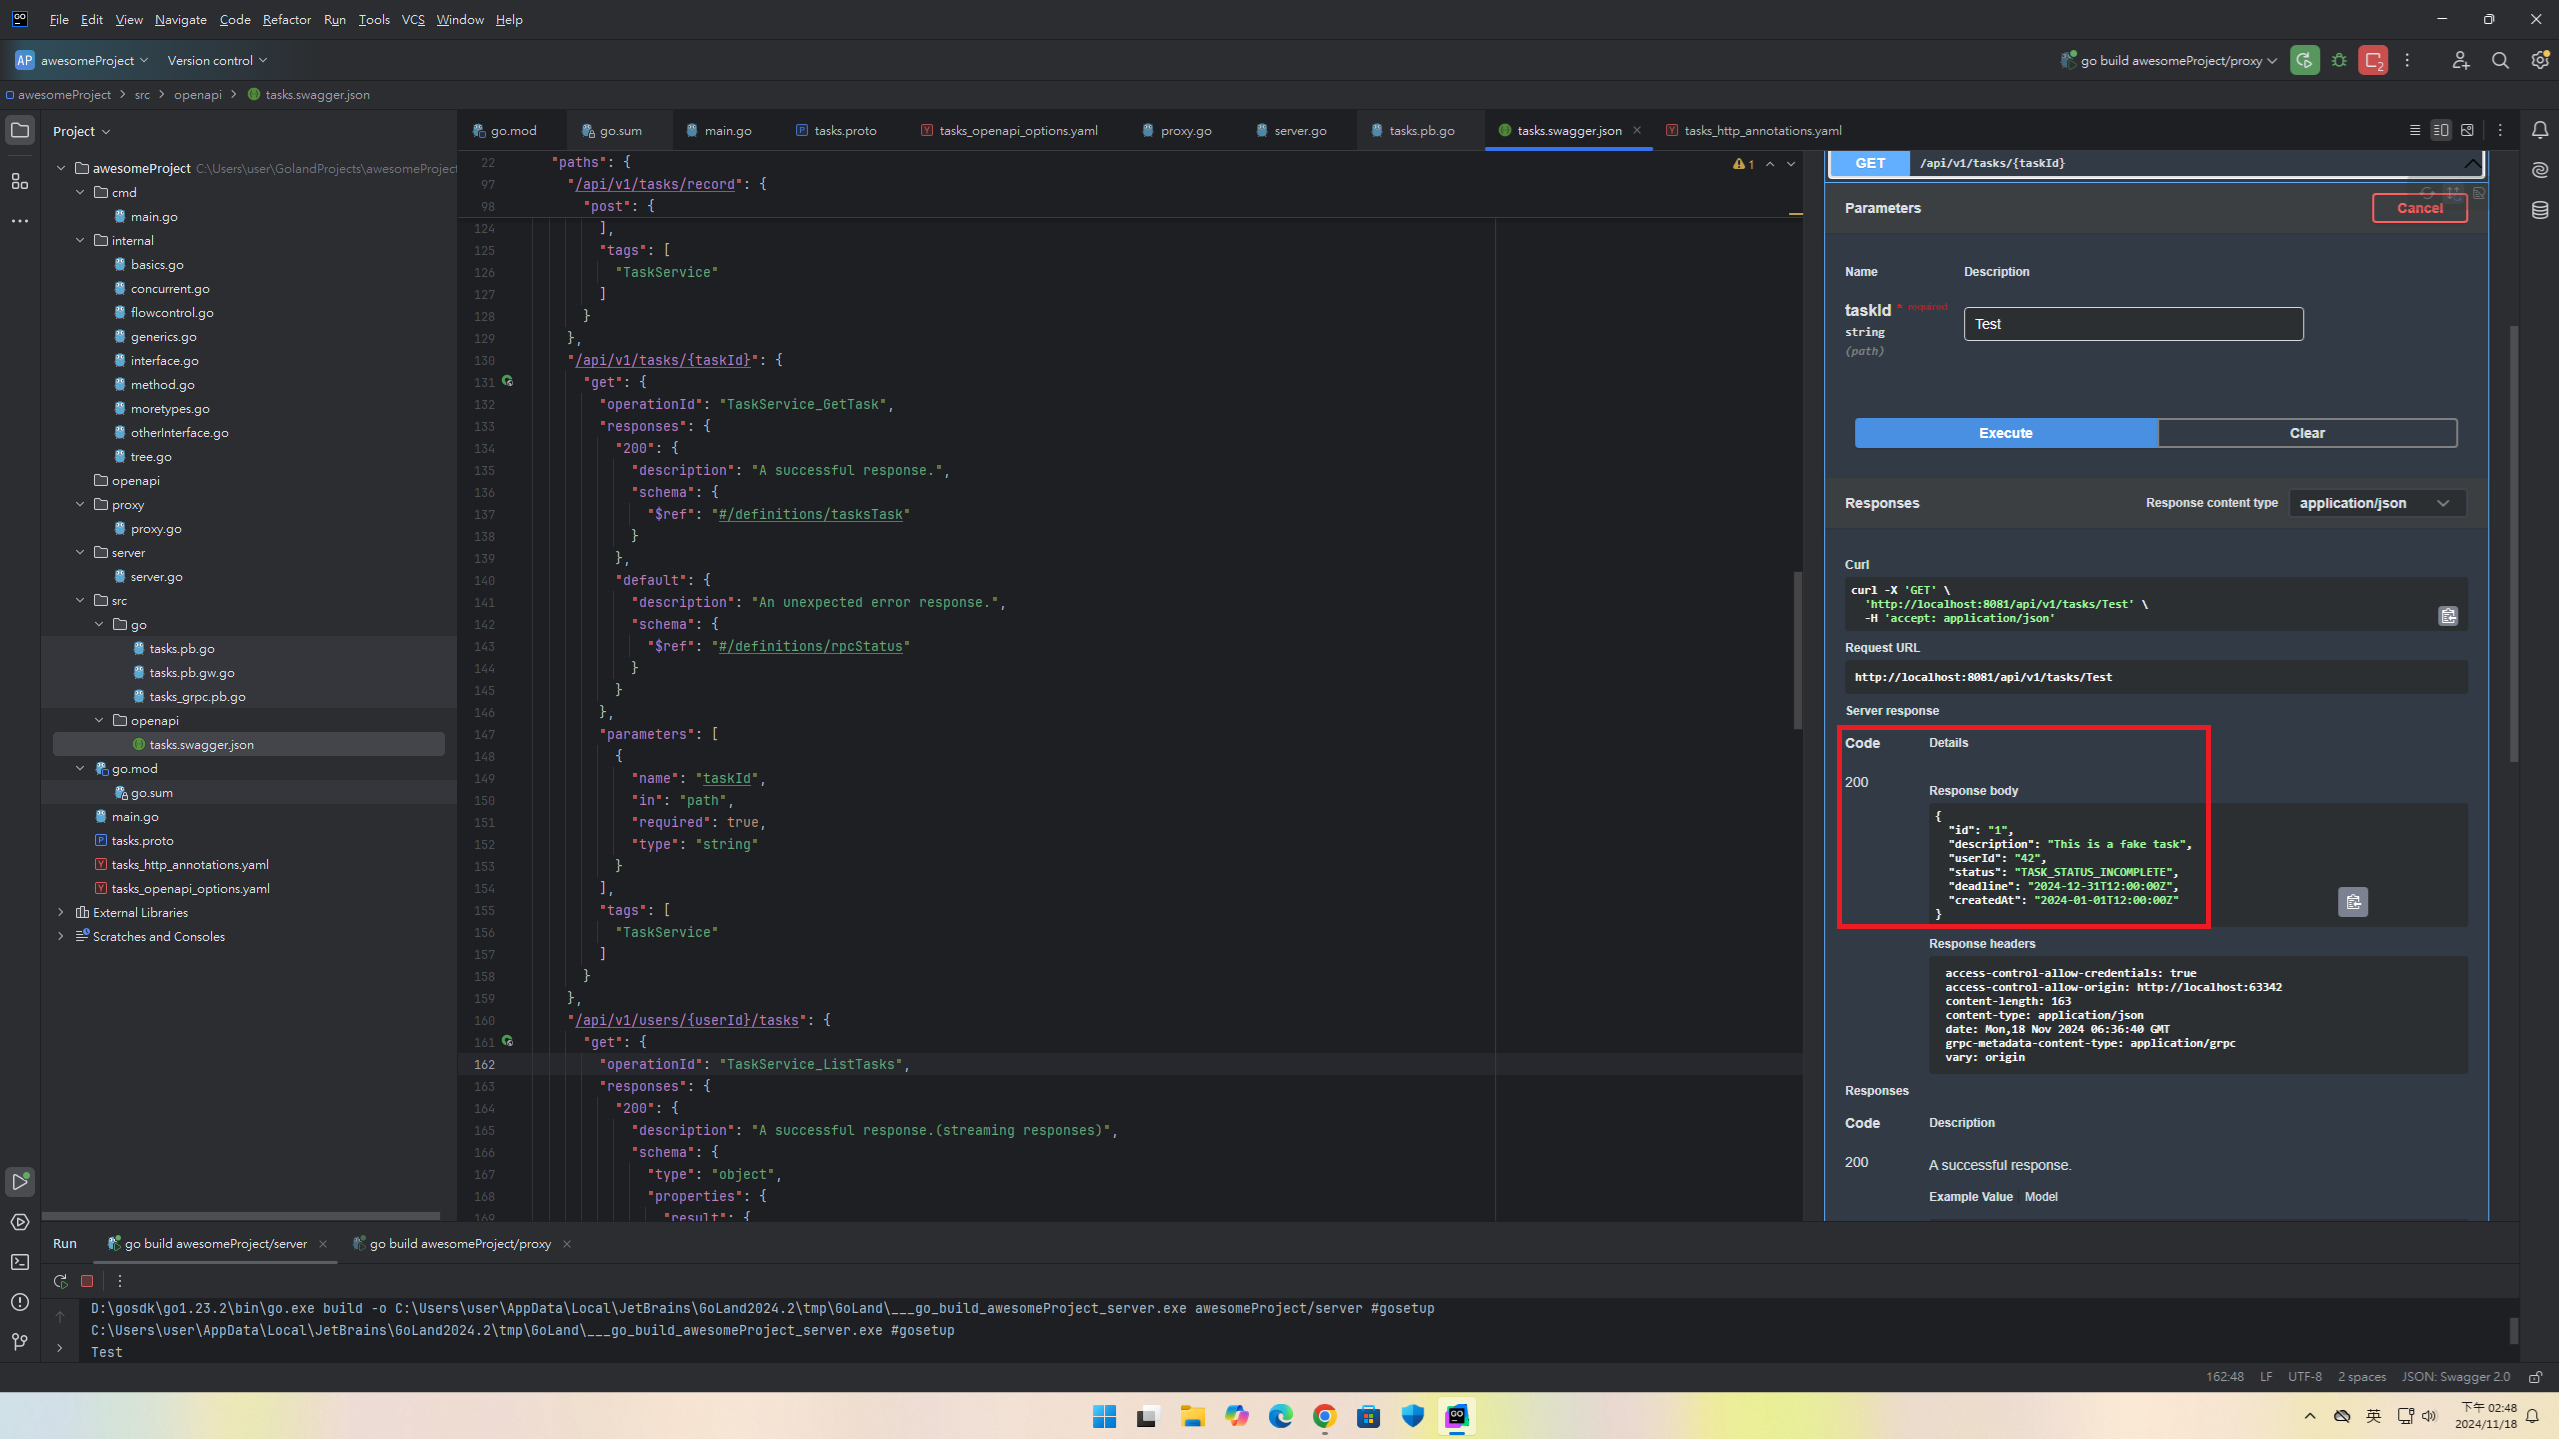 File Edit View Navigate Code Refactor Run Tools VCS Window Help
AP awesomeProject Version control go build awesomeProject/proxy 2
awesomeProject > src > openapi > tasks.swagger.json
Project
awesomeProject C:\Users\user\GolandProjects\awesomeProject
cmd
main.go
internal
basics.go
concurrent.go
flowcontrol.go
generics.go
interface.go
method.go
moretypes.go
otherInterface.go
tree.go
openapi
proxy
proxy.go
server
server.go
src
go
tasks.pb.go
tasks.pb.gw.go
tasks_grpc.pb.go
openapi
tasks.swagger.json
go.mod
go.sum
main.go
tasks.proto
tasks_http_annotations.yaml
tasks_openapi_options.yaml
External Libraries
Scratches and Consoles
go.mod go.sum main.go tasks.proto tasks_openapi_options.yaml proxy.go server.go tasks.pb.go tasks.swagger.json tasks_http_annotations.yaml
1
22 "paths": {
97 "/api/v1/tasks/record": {
98 "post": {
124 ],
125 "tags": [
126 "TaskService"
127 ]
128 }
129 },
130 "/api/v1/tasks/{taskId}": {
131 "get": {
132 "operationId": "TaskService_GetTask",
133 "responses": {
134 "200": {
135 "description": "A successful response.",
136 "schema": {
137 "$ref": "#/definitions/tasksTask"
138 }
139 },
140 "default": {
141 "description": "An unexpected error response.",
142 "schema": {
143 "$ref": "#/definitions/rpcStatus"
144 }
145 }
146 },
147 "parameters": [
148 {
149 "name": "taskId",
150 "in": "path",
151 "required": true,
152 "type": "string"
153 }
154 ],
155 "tags": [
156 "TaskService"
157 ]
158 }
159 },
160 "/api/v1/users/{userId}/tasks": {
161 "get": {
162 "operationId": "TaskService_ListTasks",
163 "responses": {
164 "200": {
165 "description": "A successful response.(streaming responses)",
166 "schema": {
167 "type": "object",
168 "properties": {
169 "result": {
GET /api/v1/tasks/{taskId}
Parameters Cancel
Name Description
taskId * required
string
(path)
Test
Execute Clear
Responses Response content type application/json
Curl
curl -X 'GET' \
'http://localhost:8081/api/v1/tasks/Test' \
-H 'accept: application/json'
Request URL
http://localhost:8081/api/v1/tasks/Test
Server response
Code Details
200
Response body
{
"id": "1",
"description": "This is a fake task",
"userId": "42",
"status": "TASK_STATUS_INCOMPLETE",
"deadline": "2024-12-31T12:00:00Z",
"createdAt": "2024-01-01T12:00:00Z"
}
Response headers
access-control-allow-credentials: true
access-control-allow-origin: http://localhost:63342
content-length: 163
content-type: application/json
date: Mon,18 Nov 2024 06:36:40 GMT
grpc-metadata-content-type: application/grpc
vary: origin
Responses
Code Description
200 A successful response.
Example Value Model
Run go build awesomeProject/server go build awesomeProject/proxy
D:\gosdk\go1.23.2\bin\go.exe build -o C:\Users\user\AppData\Local\JetBrains\GoLand2024.2\tmp\GoLand\___go_build_awesomeProject_server.exe awesomeProject/server #gosetup
C:\Users\user\AppData\Local\JetBrains\GoLand2024.2\tmp\GoLand\___go_build_awesomeProject_server.exe #gosetup
Test
162:48 LF UTF-8 2 spaces JSON: Swagger 2.0
英 下午 02:48
2024/11/18